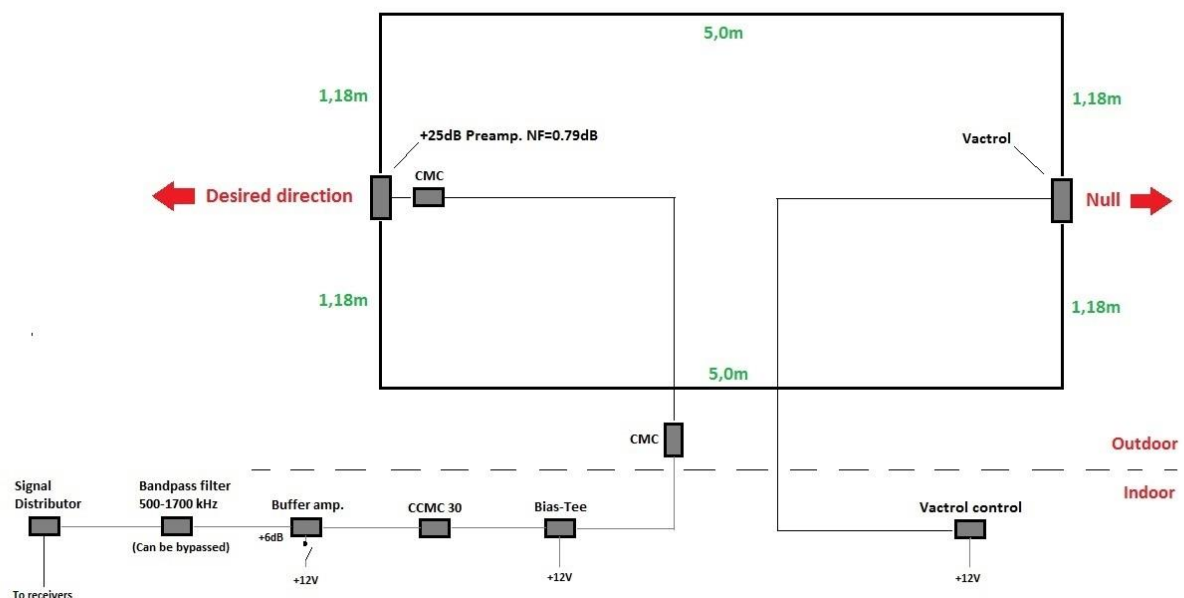 5,0m
1,18m
1,18m
+25dB Preamp. NF=0.79dB
Vactrol
CMC
Desired direction
Null
1,18m
1,18m
5,0m
CMC
Outdoor
Indoor
Signal
Distributor
Bandpass filter
500-1700 kHz
Buffer amp.
CCMC 30
Bias-Tee
Vactrol control
(Can be bypassed)
+6dB
+12V
+12V
+12V
To receivers